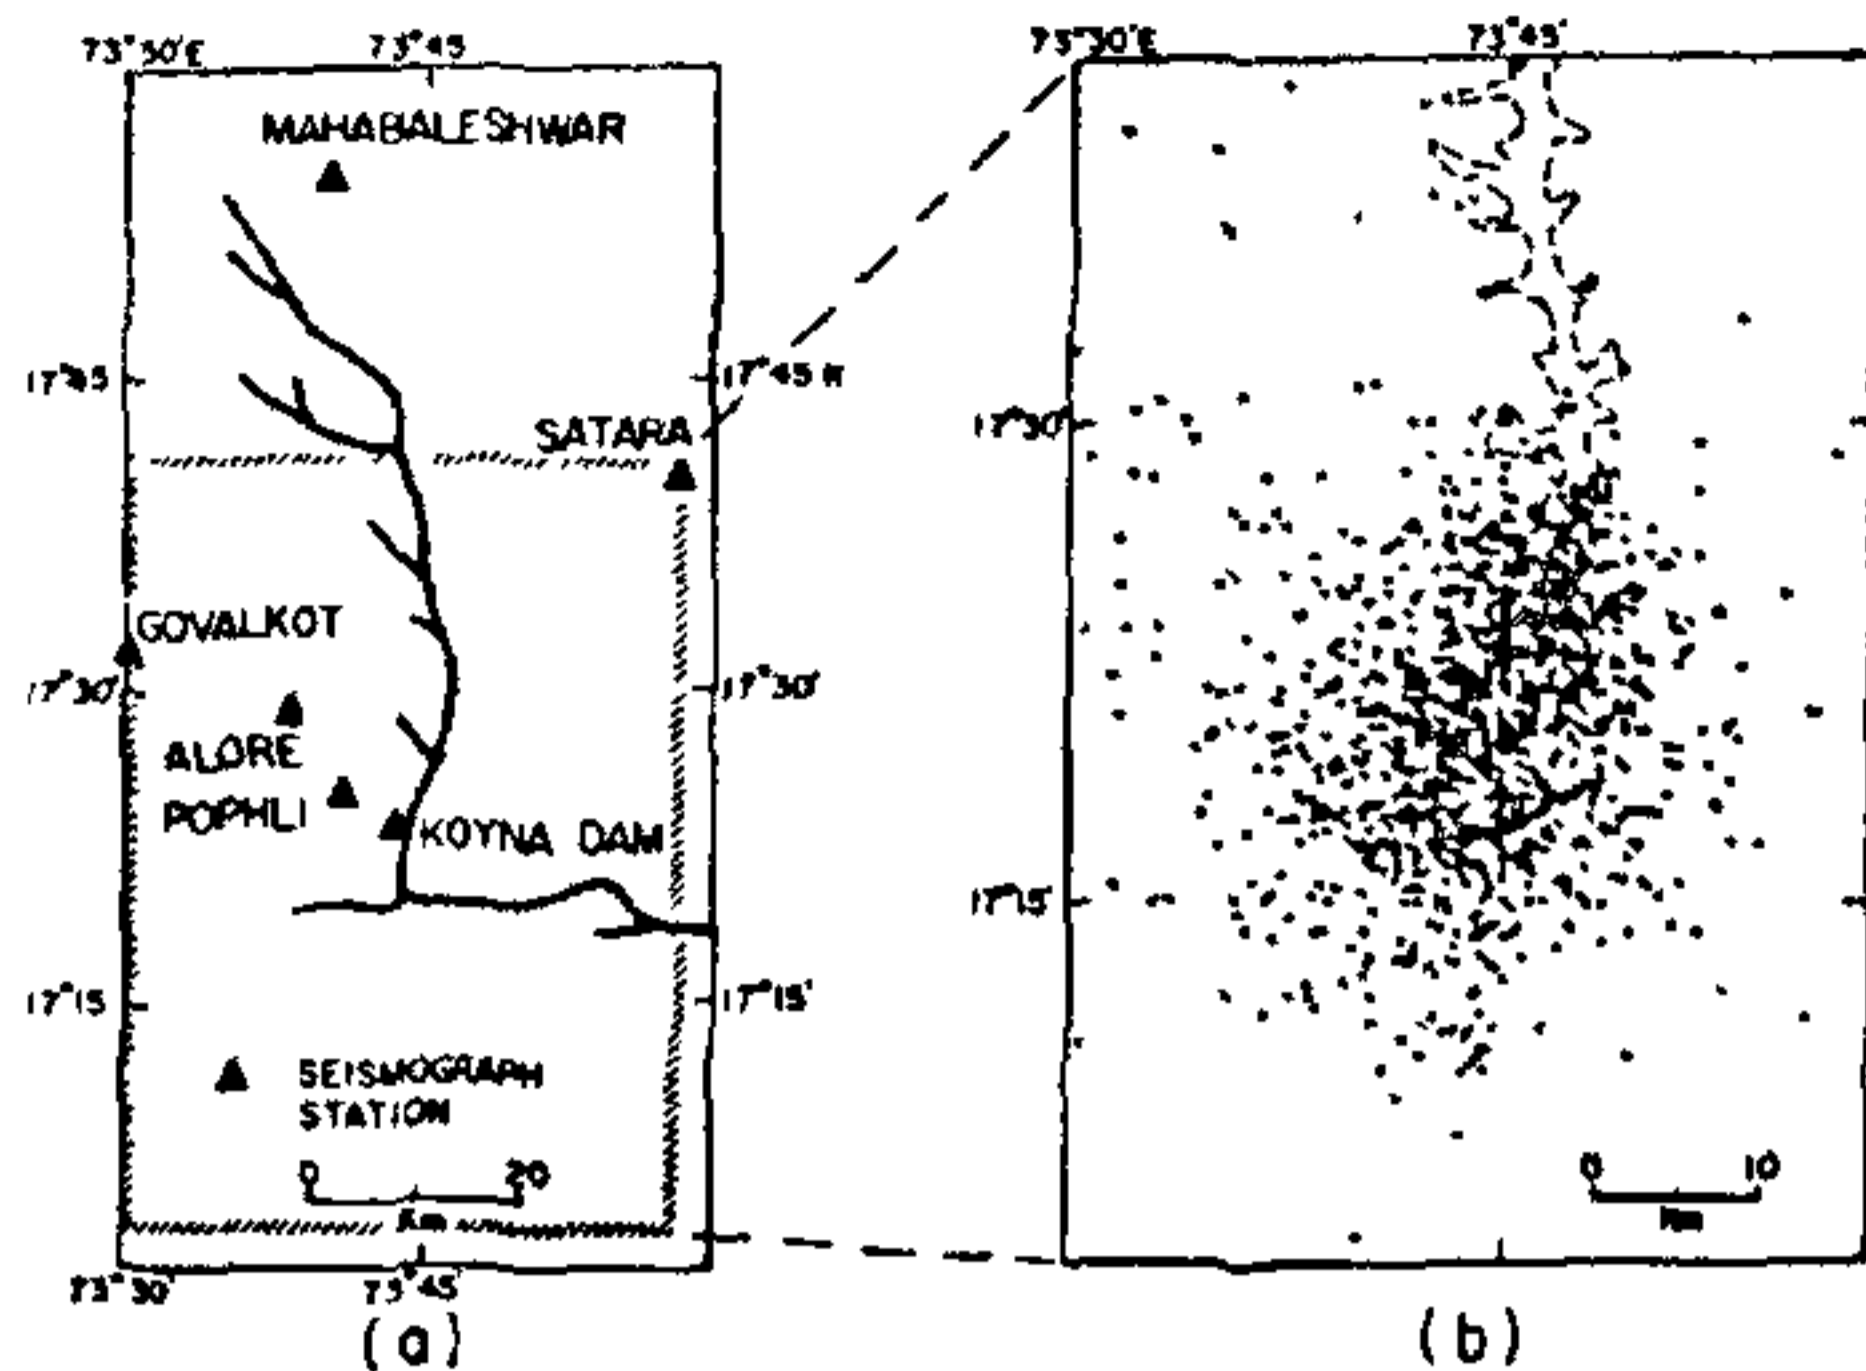 73°30'E 73°45
MAHABALESHWAR
17°45 17°45 N
SATARA
GOVALKOT
17°30' 17°30'
ALORE
POPHLI
KOYNA DAM
17°15 17°15'
SEISMOGRAPH
STATION
0 20
Km
73°30' 73°45
(a)
73°30'E 73°45'
17°30'
17°15'
0 10
Km
(b)